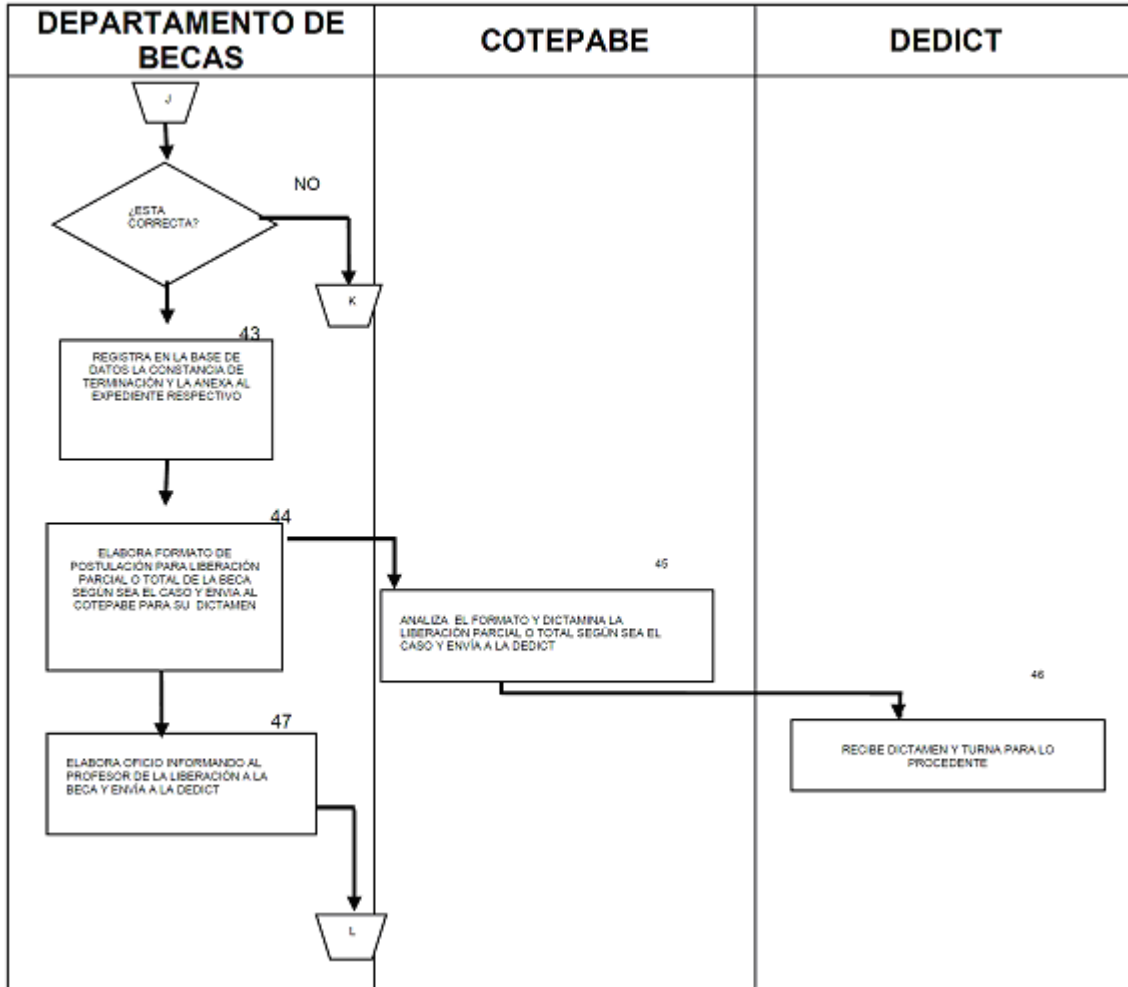 DEPARTAMENTO DE
BECAS
COTEPABE
DEDICT
J
¿ESTA
CORRECTA?
NO
K
43
REGISTRA EN LA BASE DE
DATOS LA CONSTANCIA DE
TERMINACIÓN Y LA ANEXA AL
EXPEDIENTE RESPECTIVO
44
ELABORA FORMATO DE
POSTULACIÓN PARA LIBERACIÓN
PARCIAL O TOTAL DE LA BECA
SEGÚN SEA EL CASO Y ENVIA AL
COTEPABE PARA SU DICTAMEN
45
ANALIZA EL FORMATO Y DICTAMINA LA
LIBERACIÓN PARCIAL O TOTAL SEGÚN SEA EL
CASO Y ENVÍA A LA DEDICT
46
RECIBE DICTAMEN Y TURNA PARA LO
PROCEDENTE
47
ELABORA OFICIO INFORMANDO AL
PROFESOR DE LA LIBERACIÓN A LA
BECA Y ENVÍA A LA DEDICT
L